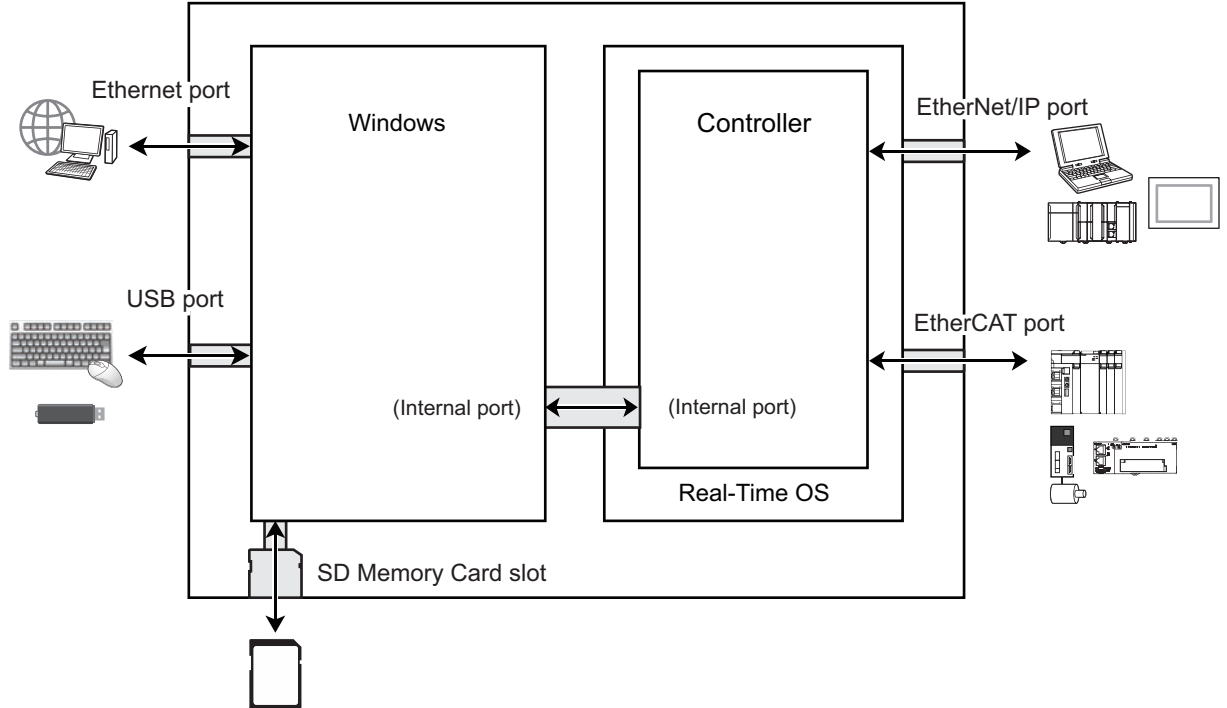 Ethernet port
Windows
Controller
EtherNet/IP port
USB port
EtherCAT port
(Internal port)
(Internal port)
Real-Time OS
SD Memory Card slot